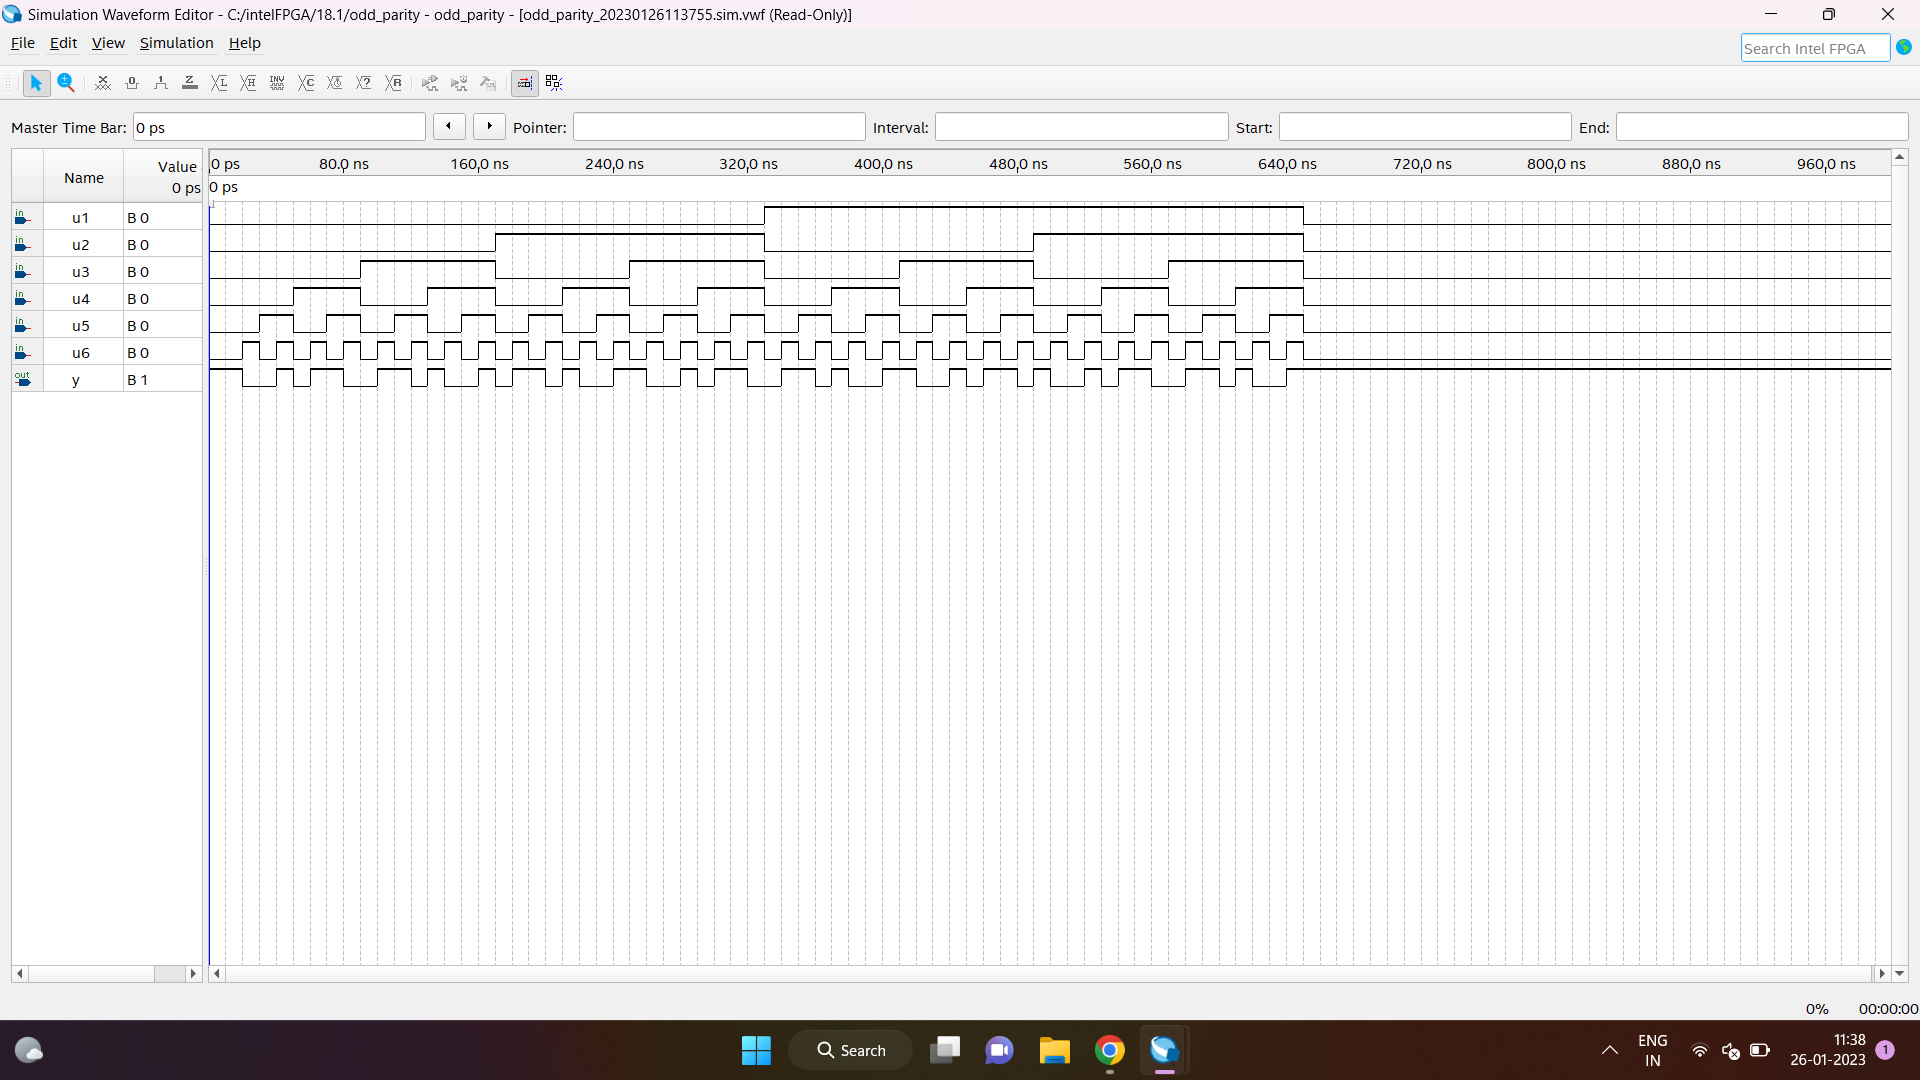 Simulation Waveform Editor - C:/intelFPGA/18.1/odd_parity - odd_parity - [odd_parity_20230126113755.sim.vwf (Read-Only)]
File Edit View Simulation Help
Search Intel FPGA
Master Time Bar: 0 ps Pointer: Interval: Start: End:
Name Value 0 ps
0 ps 80.0 ns 160.0 ns 240.0 ns 320.0 ns 400.0 ns 480.0 ns 560.0 ns 640.0 ns 720.0 ns 800.0 ns 880.0 ns 960.0 ns
0 ps
in u1 B 0
in u2 B 0
in u3 B 0
in u4 B 0
in u5 B 0
in u6 B 0
out y B 1
0% 00:00:00
Search
ENG IN
11:38
26-01-2023
1